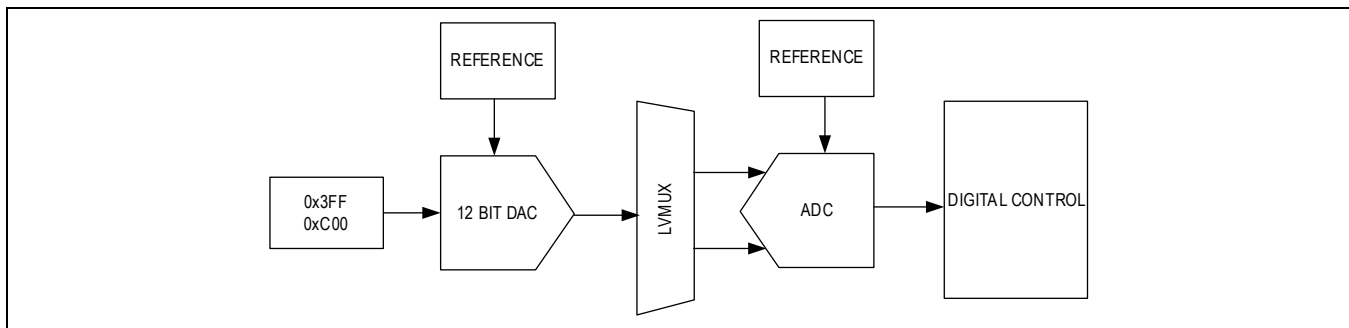 REFERENCE
REFERENCE
0x3FF
0xC00
12 BIT DAC
LVMUX
ADC
DIGITAL CONTROL